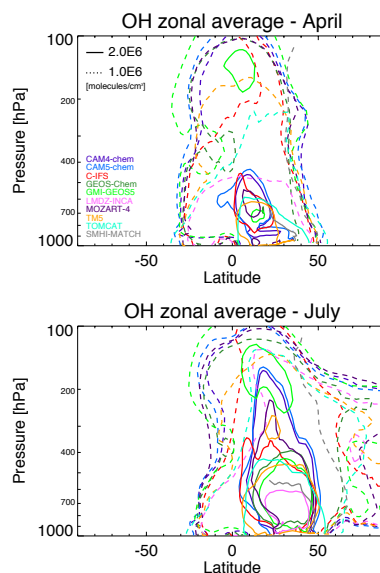 OH zonal average - April
100
2.0E6
1.0E6
[molecules/cm³]
200
Pressure [hPa]
400
CAM4-chem
CAM5-chem
C-IFS
GEOS-Chem
GMI-GEOS5
LMDZ-INCA
MOZART-4
TM5
TOMCAT
SMHI-MATCH
700
1000
-50 0 50
Latitude
OH zonal average - July
100
200
Pressure [hPa]
400
700
1000
-50 0 50
Latitude